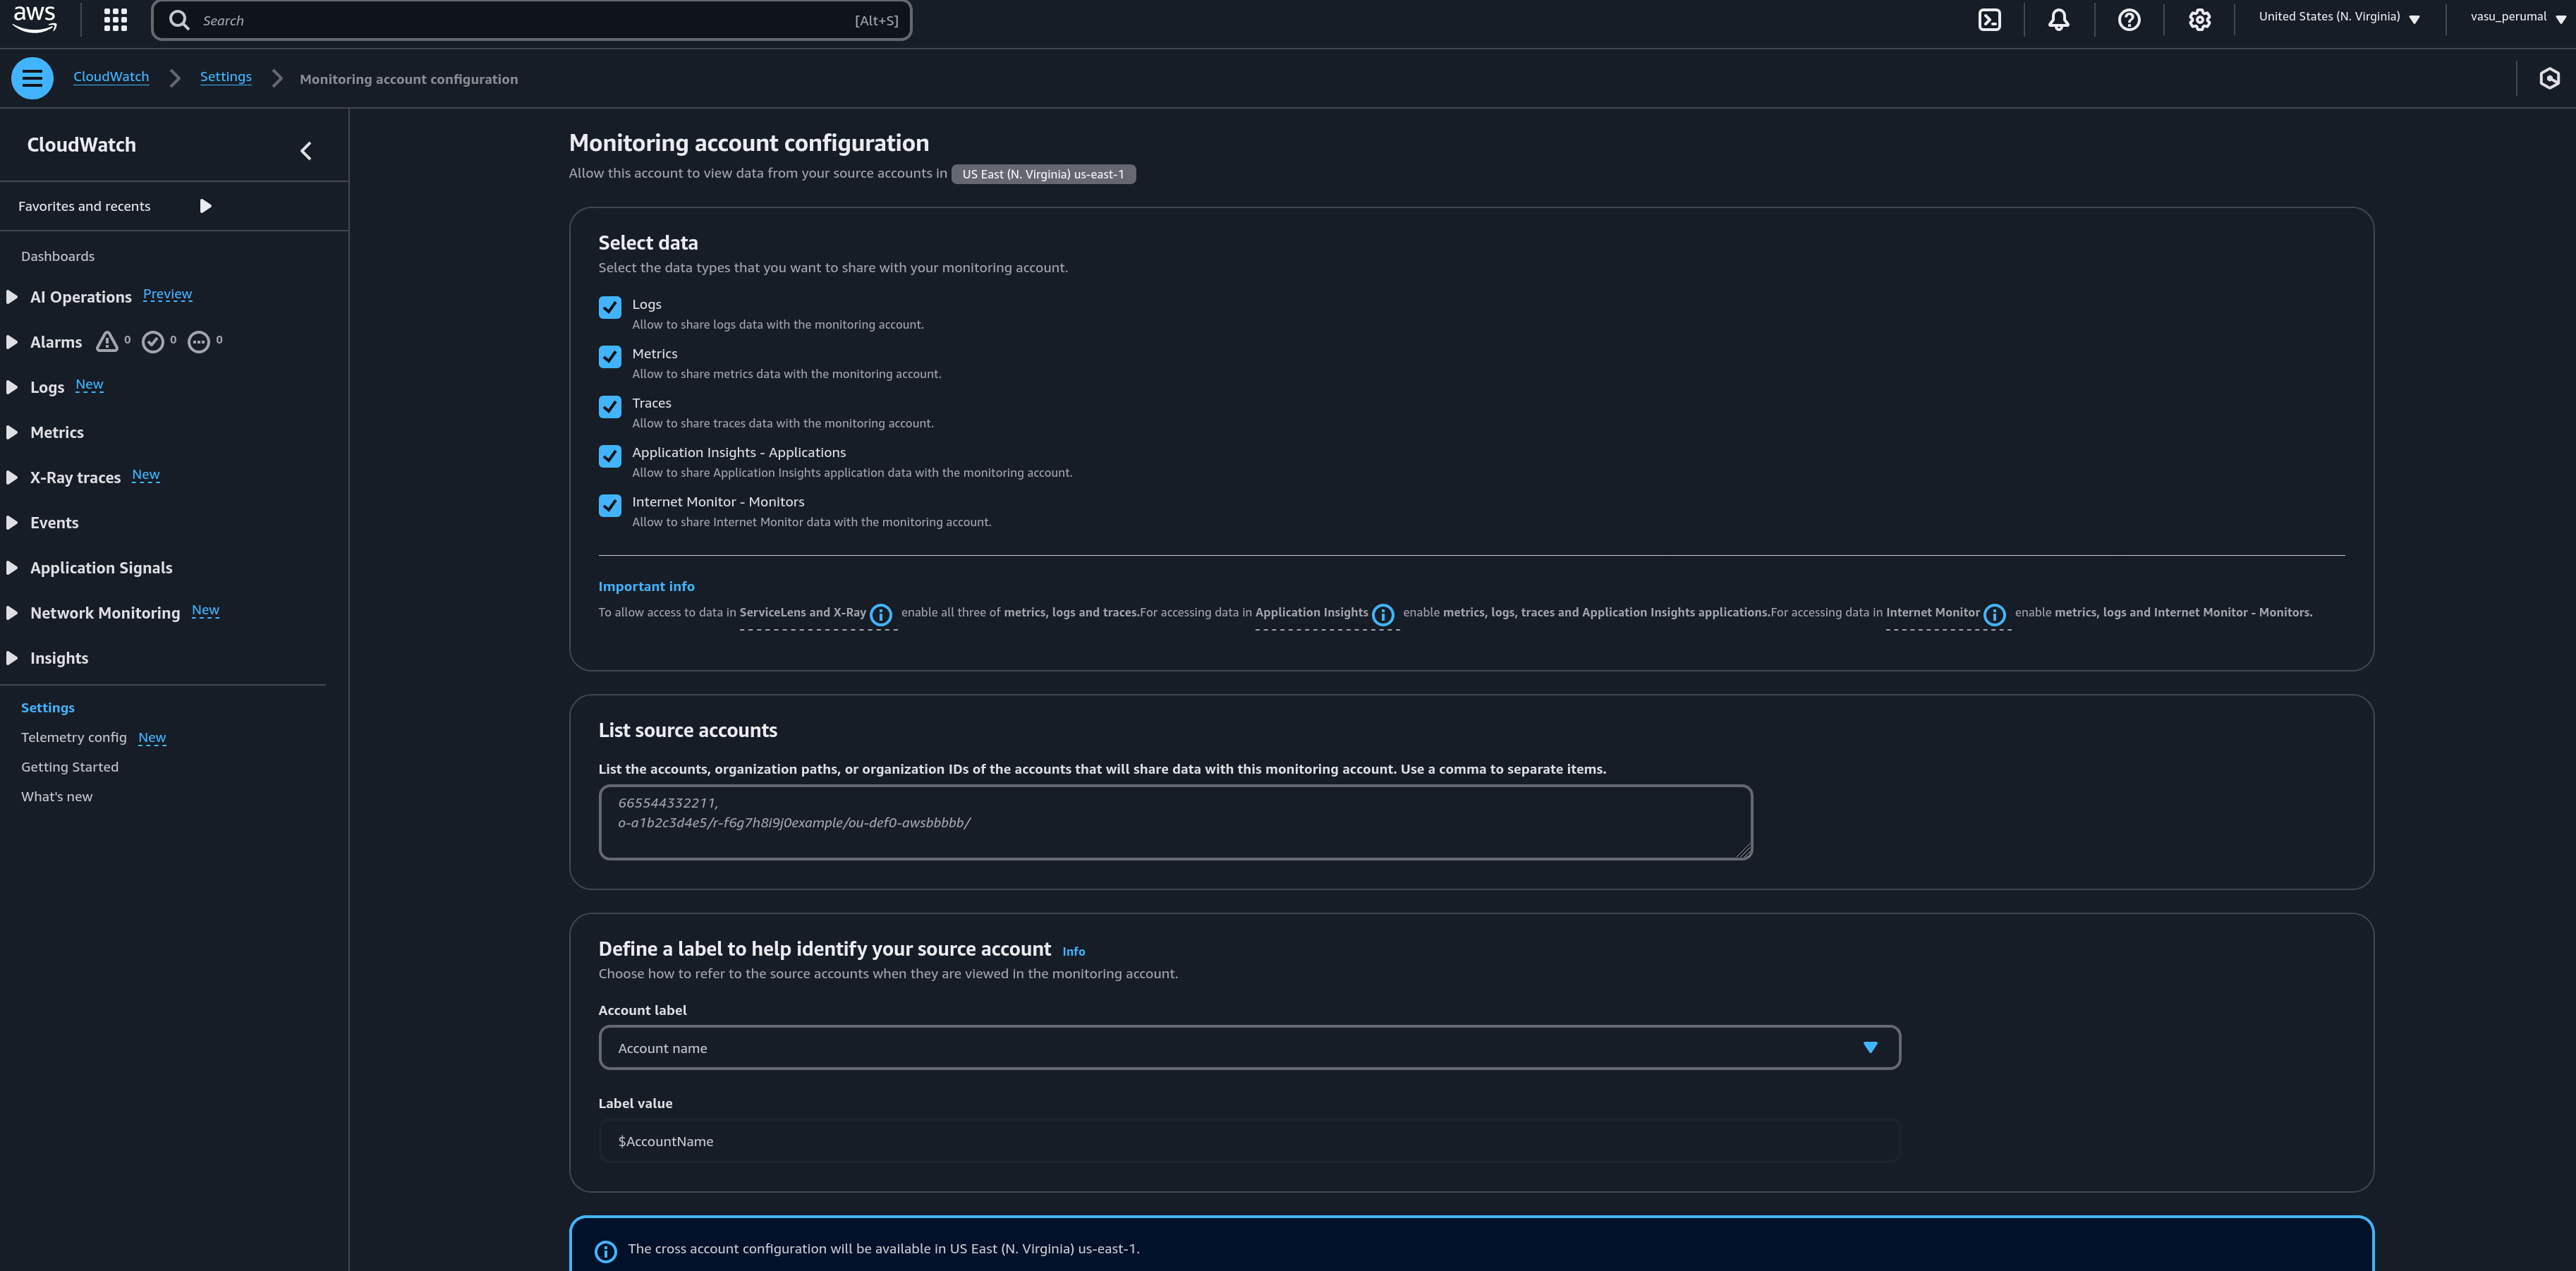 aws
Search [Alt+S]
United States (N. Virginia)
vasu_perumal
CloudWatch
Settings
Monitoring account configuration
CloudWatch
Favorites and recents
Dashboards
AI Operations Preview
Alarms 0 0 0
Logs New
Metrics
X-Ray traces New
Events
Application Signals
Network Monitoring New
Insights
Settings
Telemetry config New
Getting Started
What's new
Monitoring account configuration
Allow this account to view data from your source accounts in US East (N. Virginia) us-east-1
Select data
Select the data types that you want to share with your monitoring account.
Logs
Allow to share logs data with the monitoring account.
Metrics
Allow to share metrics data with the monitoring account.
Traces
Allow to share traces data with the monitoring account.
Application Insights - Applications
Allow to share Application Insights application data with the monitoring account.
Internet Monitor - Monitors
Allow to share Internet Monitor data with the monitoring account.
Important info
To allow access to data in ServiceLens and X-Ray enable all three of metrics, logs and traces.For accessing data in Application Insights enable metrics, logs, traces and Application Insights applications.For accessing data in Internet Monitor enable metrics, logs and Internet Monitor - Monitors.
List source accounts
List the accounts, organization paths, or organization IDs of the accounts that will share data with this monitoring account. Use a comma to separate items.
665544332211,
o-a1b2c3d4e5/r-f6g7h8i9j0example/ou-def0-awsbbbbb/
Define a label to help identify your source account Info
Choose how to refer to the source accounts when they are viewed in the monitoring account.
Account label
Account name
Label value
$AccountName
The cross account configuration will be available in US East (N. Virginia) us-east-1.